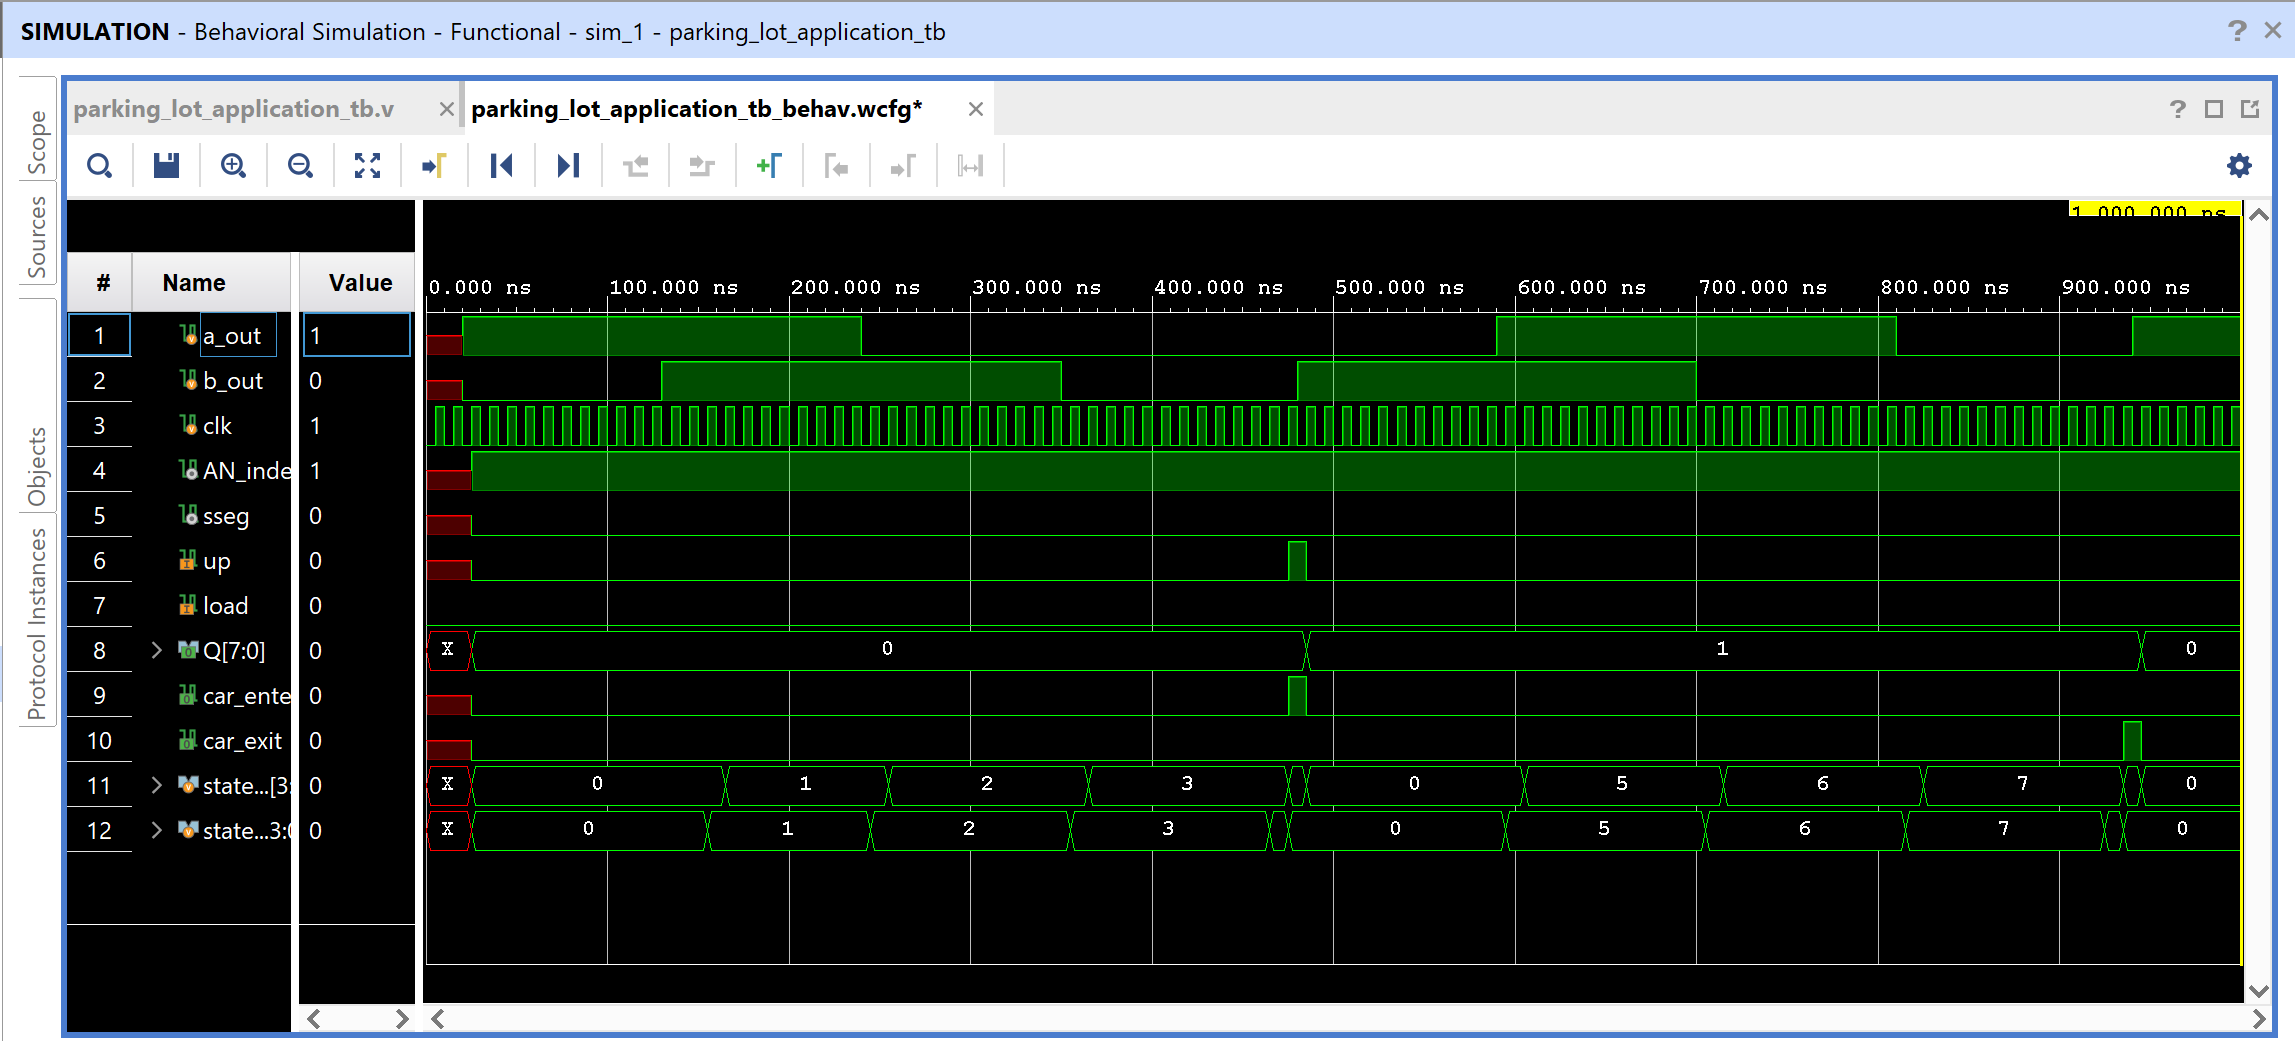 SIMULATION - Behavioral Simulation - Functional - sim_1 - parking_lot_application_tb
? ×
parking_lot_application_tb.v × parking_lot_application_tb_behav.wcfg* × ?
Scope
Sources
Objects
Protocol Instances
1,000.000 ns
# Name Value
0.000 ns 100.000 ns 200.000 ns 300.000 ns 400.000 ns 500.000 ns 600.000 ns 700.000 ns 800.000 ns 900.000 ns
1 a_out 1
2 b_out 0
3 clk 1
4 AN_inde 1
5 sseg 0
6 up 0
7 load 0
8 Q[7:0] 0 X 0 1 0
9 car_ente 0
10 car_exit 0
11 state...[3: 0 X 0 1 2 3 0 5 6 7 0
12 state...3:0 0 X 0 1 2 3 0 5 6 7 0